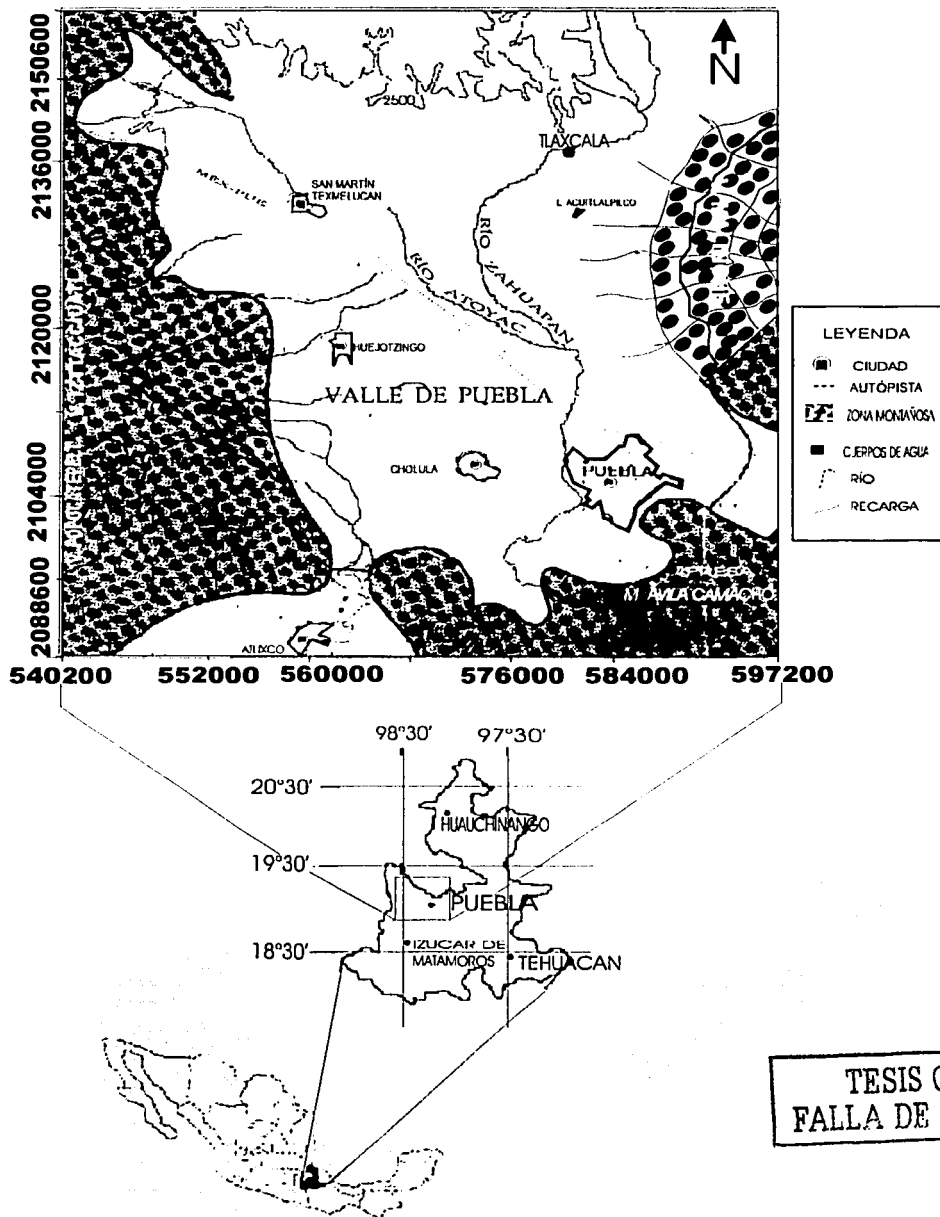 2150600
2136000
2120000
2104000
2088600
N
2500
TLAXCALA
SAN MARTÍN
TEXMELUCAN
MEX-PUE
L. ACUITLALPILCO
RÍO ZAHUAPAN
RÍO ATOYAC
HUEJOTZINGO
VALLE DE PUEBLA
CHOLULA
PUEBLA
M. AVILA CAMACHO
ATLIXCO
540200 552000 560000 576000 584000 597200
LEYENDA
CIUDAD
AUTÓPISTA
ZONA MONTAÑOSA
CUERPOS DE AGUA
RÍO
RECARGA
98°30' 97°30'
20°30'
HUAUCHINANGO
19°30'
PUEBLA
18°30'
IZUCAR DE
MATAMOROS
TEHUACAN
TESIS
FALLA DE